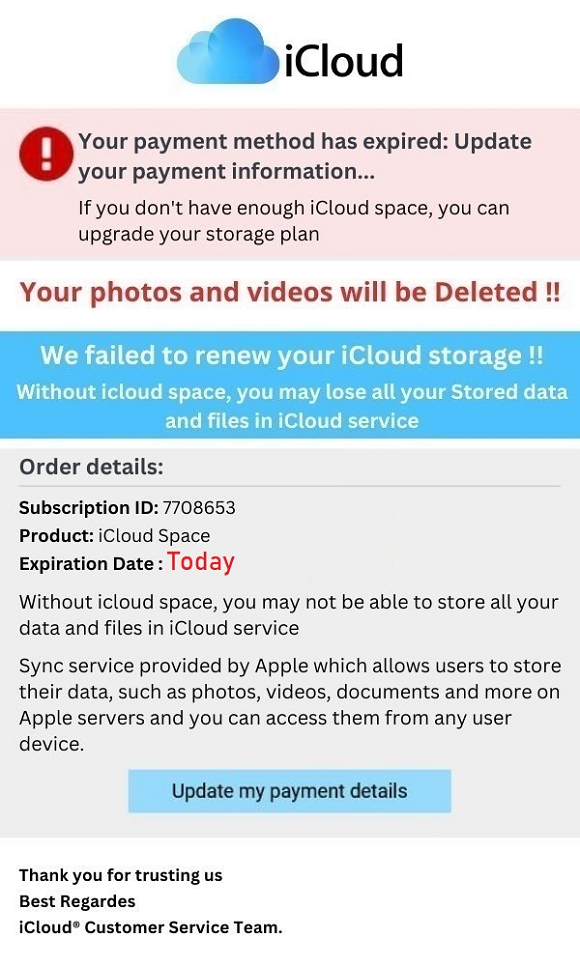 iCloud
Your payment method has expired: Update
your payment information...
If you don't have enough iCloud space, you can
upgrade your storage plan
Your photos and videos will be Deleted !!
We failed to renew your iCloud storage !!
Without icloud space, you may lose all your Stored data
and files in iCloud service
Order details:
Subscription ID: 7708653
Product: iCloud Space
Expiration Date : Today
Without icloud space, you may not be able to store all your
data and files in iCloud service
Sync service provided by Apple which allows users to store
their data, such as photos, videos, documents and more on
Apple servers and you can access them from any user
device.
Update my payment details
Thank you for trusting us
Best Regardes
iCloud® Customer Service Team.